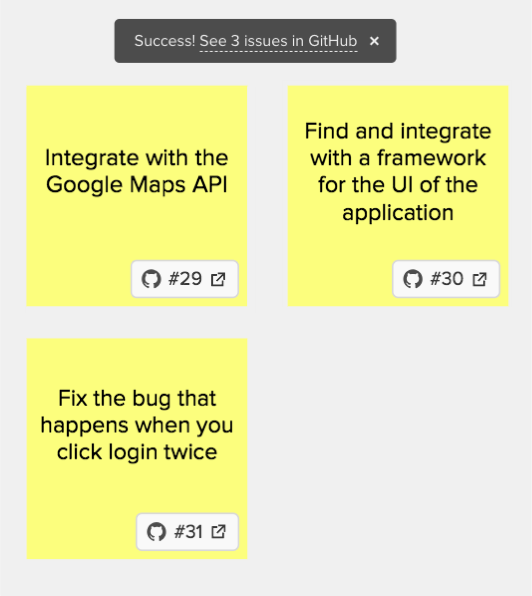 Success! See 3 issues in GitHub ×
Integrate with the
Google Maps API
#29
Find and integrate
with a framework
for the UI of the
application
#30
Fix the bug that
happens when you
click login twice
#31